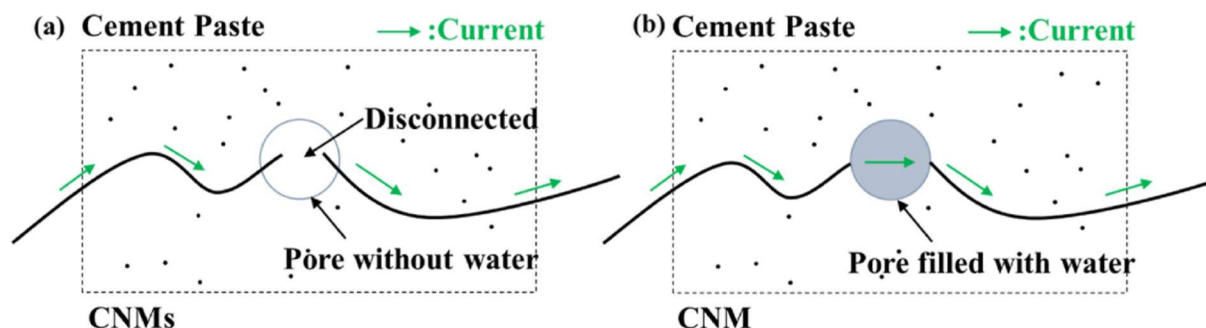 (a) Cement Paste :Current
Disconnected
Pore without water
CNMs
(b) Cement Paste :Current
Pore filled with water
CNM